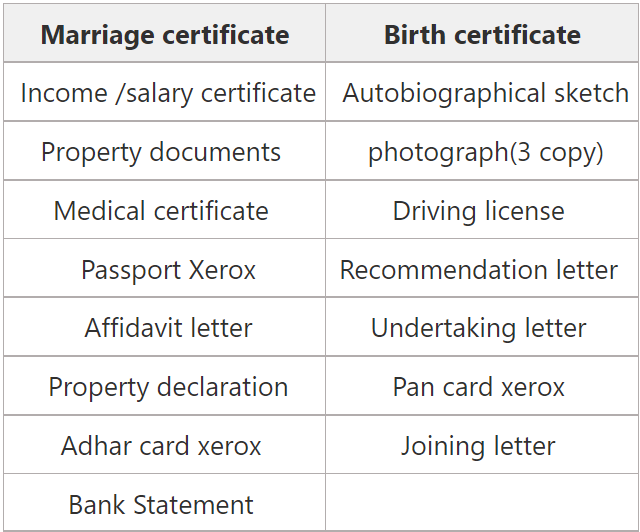 Marriage certificate Birth certificate
Income /salary certificate Autobiographical sketch
Property documents photograph(3 copy)
Medical certificate Driving license
Passport Xerox Recommendation letter
Affidavit letter Undertaking letter
Property declaration Pan card xerox
Adhar card xerox Joining letter
Bank Statement